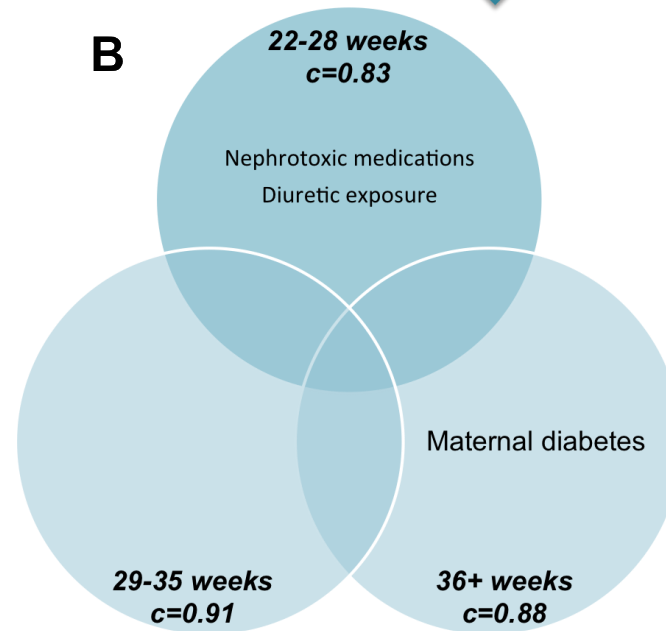 B
22-28 weeks
c=0.83
Nephrotoxic medications
Diuretic exposure
Maternal diabetes
29-35 weeks
c=0.91
36+ weeks
c=0.88